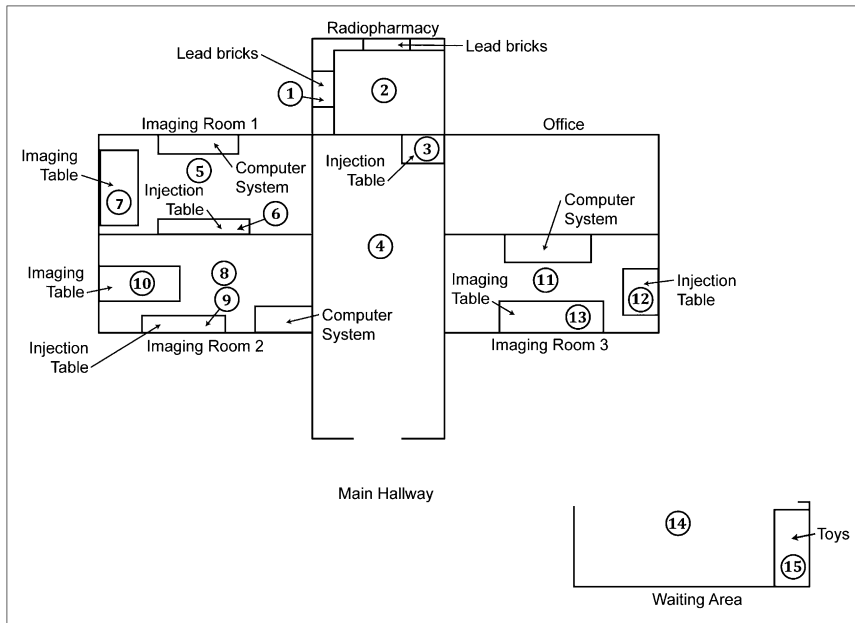 Radiopharmacy
Lead bricks
Lead bricks
1
2
Imaging Room 1
Office
Imaging
Table
5
Computer
System
Injection
Table
3
7
Injection
Table
6
Computer
System
4
Imaging
Table
10
8
9
Injection
Table
Imaging Room 2
Computer
System
Imaging
Table
11
12
Injection
Table
13
Imaging Room 3
Main Hallway
14
Toys
15
Waiting Area